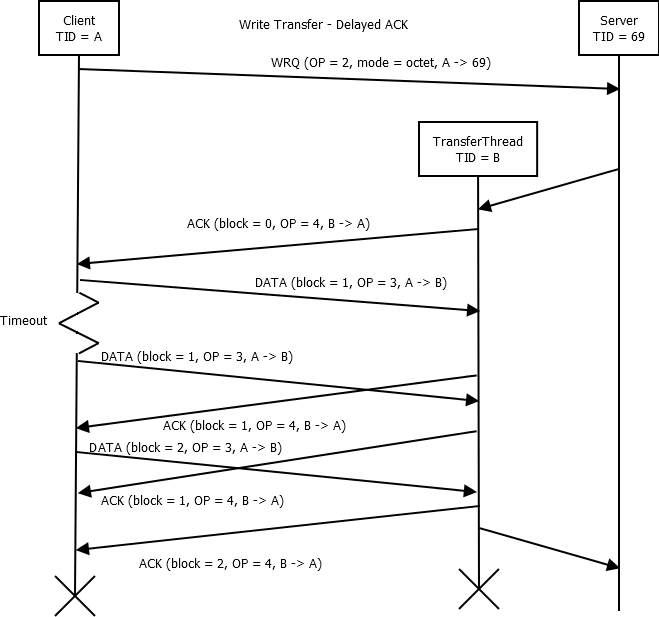 Client
TID = A
Write Transfer - Delayed ACK
Server
TID = 69
WRQ (OP = 2, mode = octet, A -> 69)
TransferThread
TID = B
ACK (block = 0, OP = 4, B -> A)
DATA (block = 1, OP = 3, A -> B)
Timeout
DATA (block = 1, OP = 3, A -> B)
ACK (block = 1, OP = 4, B -> A)
DATA (block = 2, OP = 3, A -> B)
ACK (block = 1, OP = 4, B -> A)
ACK (block = 2, OP = 4, B -> A)